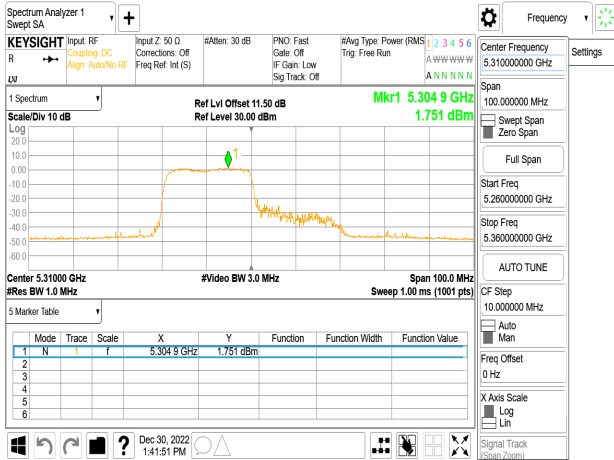 Spectrum Analyzer 1
Swept SA
+
Frequency
KEYSIGHT
R
LXI
Input: RF
Coupling: DC
Align: Auto/No RF
Input Z: 50 Ω
Corrections: Off
Freq Ref: Int (S)
#Atten: 30 dB
PNO: Fast
Gate: Off
IF Gain: Low
Sig Track: Off
#Avg Type: Power (RMS
Trig: Free Run
1 2 3 4 5 6
A W W W W W
A N N N N N
Center Frequency
5.310000000 GHz
Settings
Span
100.000000 MHz
Swept Span
Zero Span
Full Span
Start Freq
5.260000000 GHz
Stop Freq
5.360000000 GHz
AUTO TUNE
CF Step
10.000000 MHz
Auto
Man
Freq Offset
0 Hz
X Axis Scale
Log
Lin
Signal Track
(Span Zoom)
1 Spectrum
Scale/Div 10 dB
Ref Lvl Offset 11.50 dB
Ref Level 30.00 dBm
Mkr1 5.304 9 GHz
1.751 dBm
Log
20.0
10.0
0.00
-10.0
-20.0
-30.0
-40.0
-50.0
-60.0
1
Center 5.31000 GHz
#Res BW 1.0 MHz
#Video BW 3.0 MHz
Span 100.0 MHz
Sweep 1.00 ms (1001 pts)
5 Marker Table
Mode Trace Scale X Y Function Function Width Function Value
1 N 1 f 5.304 9 GHz 1.751 dBm
2
3
4
5
6
?
Dec 30, 2022
1:41:51 PM